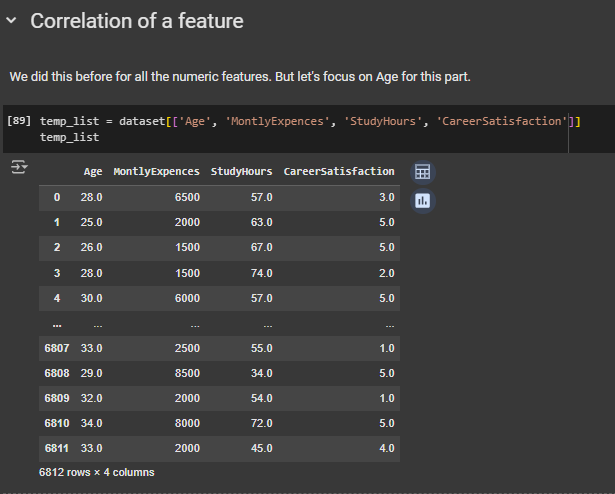 Correlation of a feature
We did this before for all the numeric features. But let's focus on Age for this part.
[89] temp_list = dataset[['Age', 'MontlyExpences', 'StudyHours', 'CareerSatisfaction']]
temp_list
Age MontlyExpences StudyHours CareerSatisfaction
0 28.0 6500 57.0 3.0
1 25.0 2000 63.0 5.0
2 26.0 1500 67.0 5.0
3 28.0 1500 74.0 2.0
4 30.0 6000 57.0 5.0
... ... ... ... ...
6807 33.0 2500 55.0 1.0
6808 29.0 8500 34.0 5.0
6809 32.0 2000 54.0 1.0
6810 34.0 8000 72.0 5.0
6811 33.0 2000 45.0 4.0
6812 rows × 4 columns